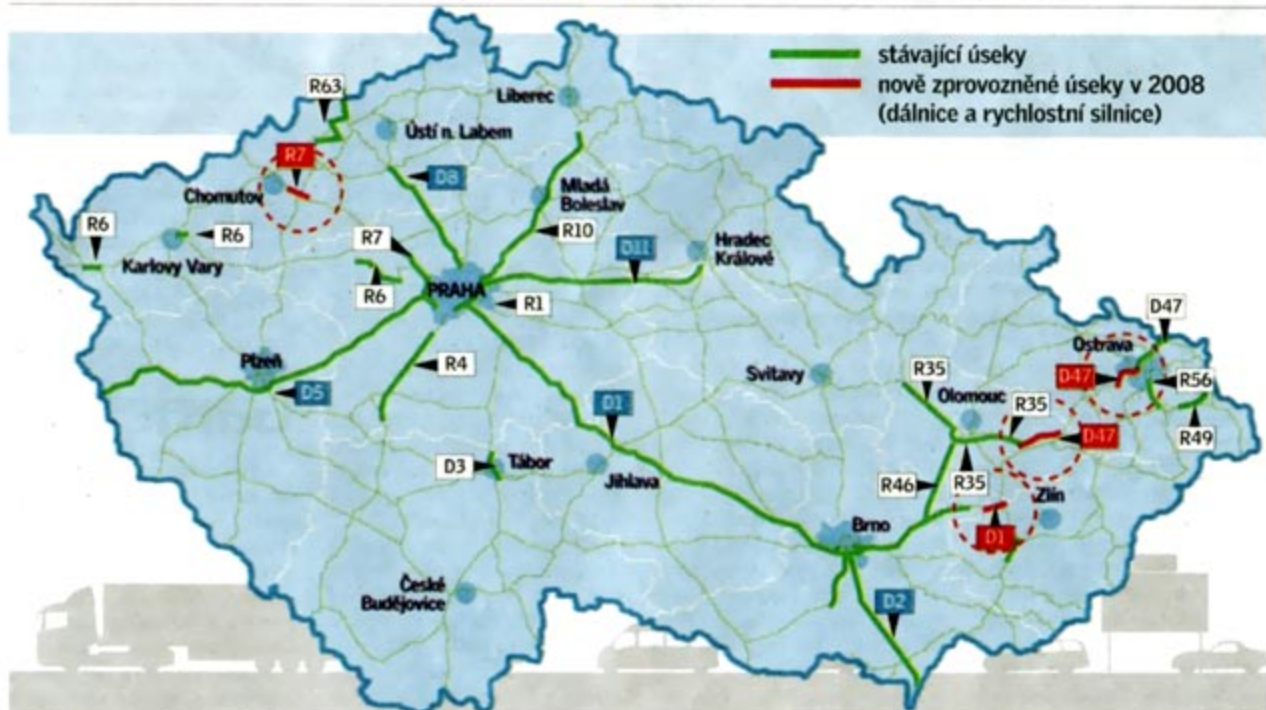 stávající úseky
nově zprovozněné úseky v 2008
(dálnice a rychlostní silnice)
R63
Liberec
Ústí n. Labem
R7
Chomutov
D8
Mladá
Boleslav
R6
R6
R7
R10
D11
Hradec
Králové
Karlovy Vary
R6
PRAHA
R1
D47
Ostrava
Plzeň
R4
Svitavy
R35
D47
R56
D5
D1
Olomouc
R35
D47
R49
D3
Tábor
Jihlava
R46
R35
Zlín
Brno
D1
České
Budějovice
D2